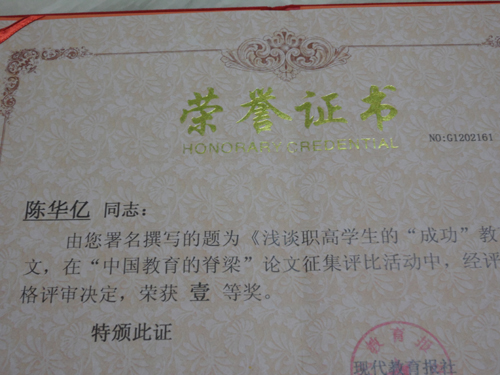 荣誉证书
HONORARY CREDENTIAL
NO:G1202161
陈华亿 同志：
由您署名撰写的题为《浅谈职高学生的“成功”教
文，在“中国教育的脊梁”论文征集评比活动中，经评
格评审决定，荣获 壹 等奖。
特颁此证
教育报
现代教育报社